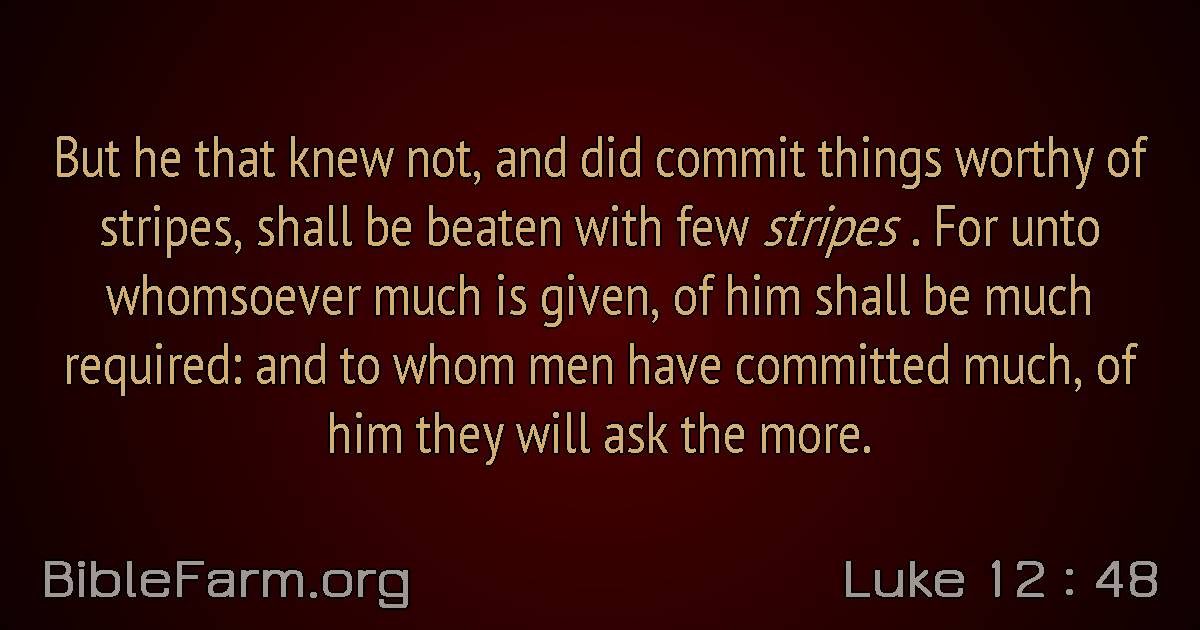 But he that knew not, and did commit things worthy of
stripes, shall be beaten with few stripes . For unto
whomsoever much is given, of him shall be much
required: and to whom men have committed much, of
him they will ask the more.
BibleFarm.org
Luke 12 : 48